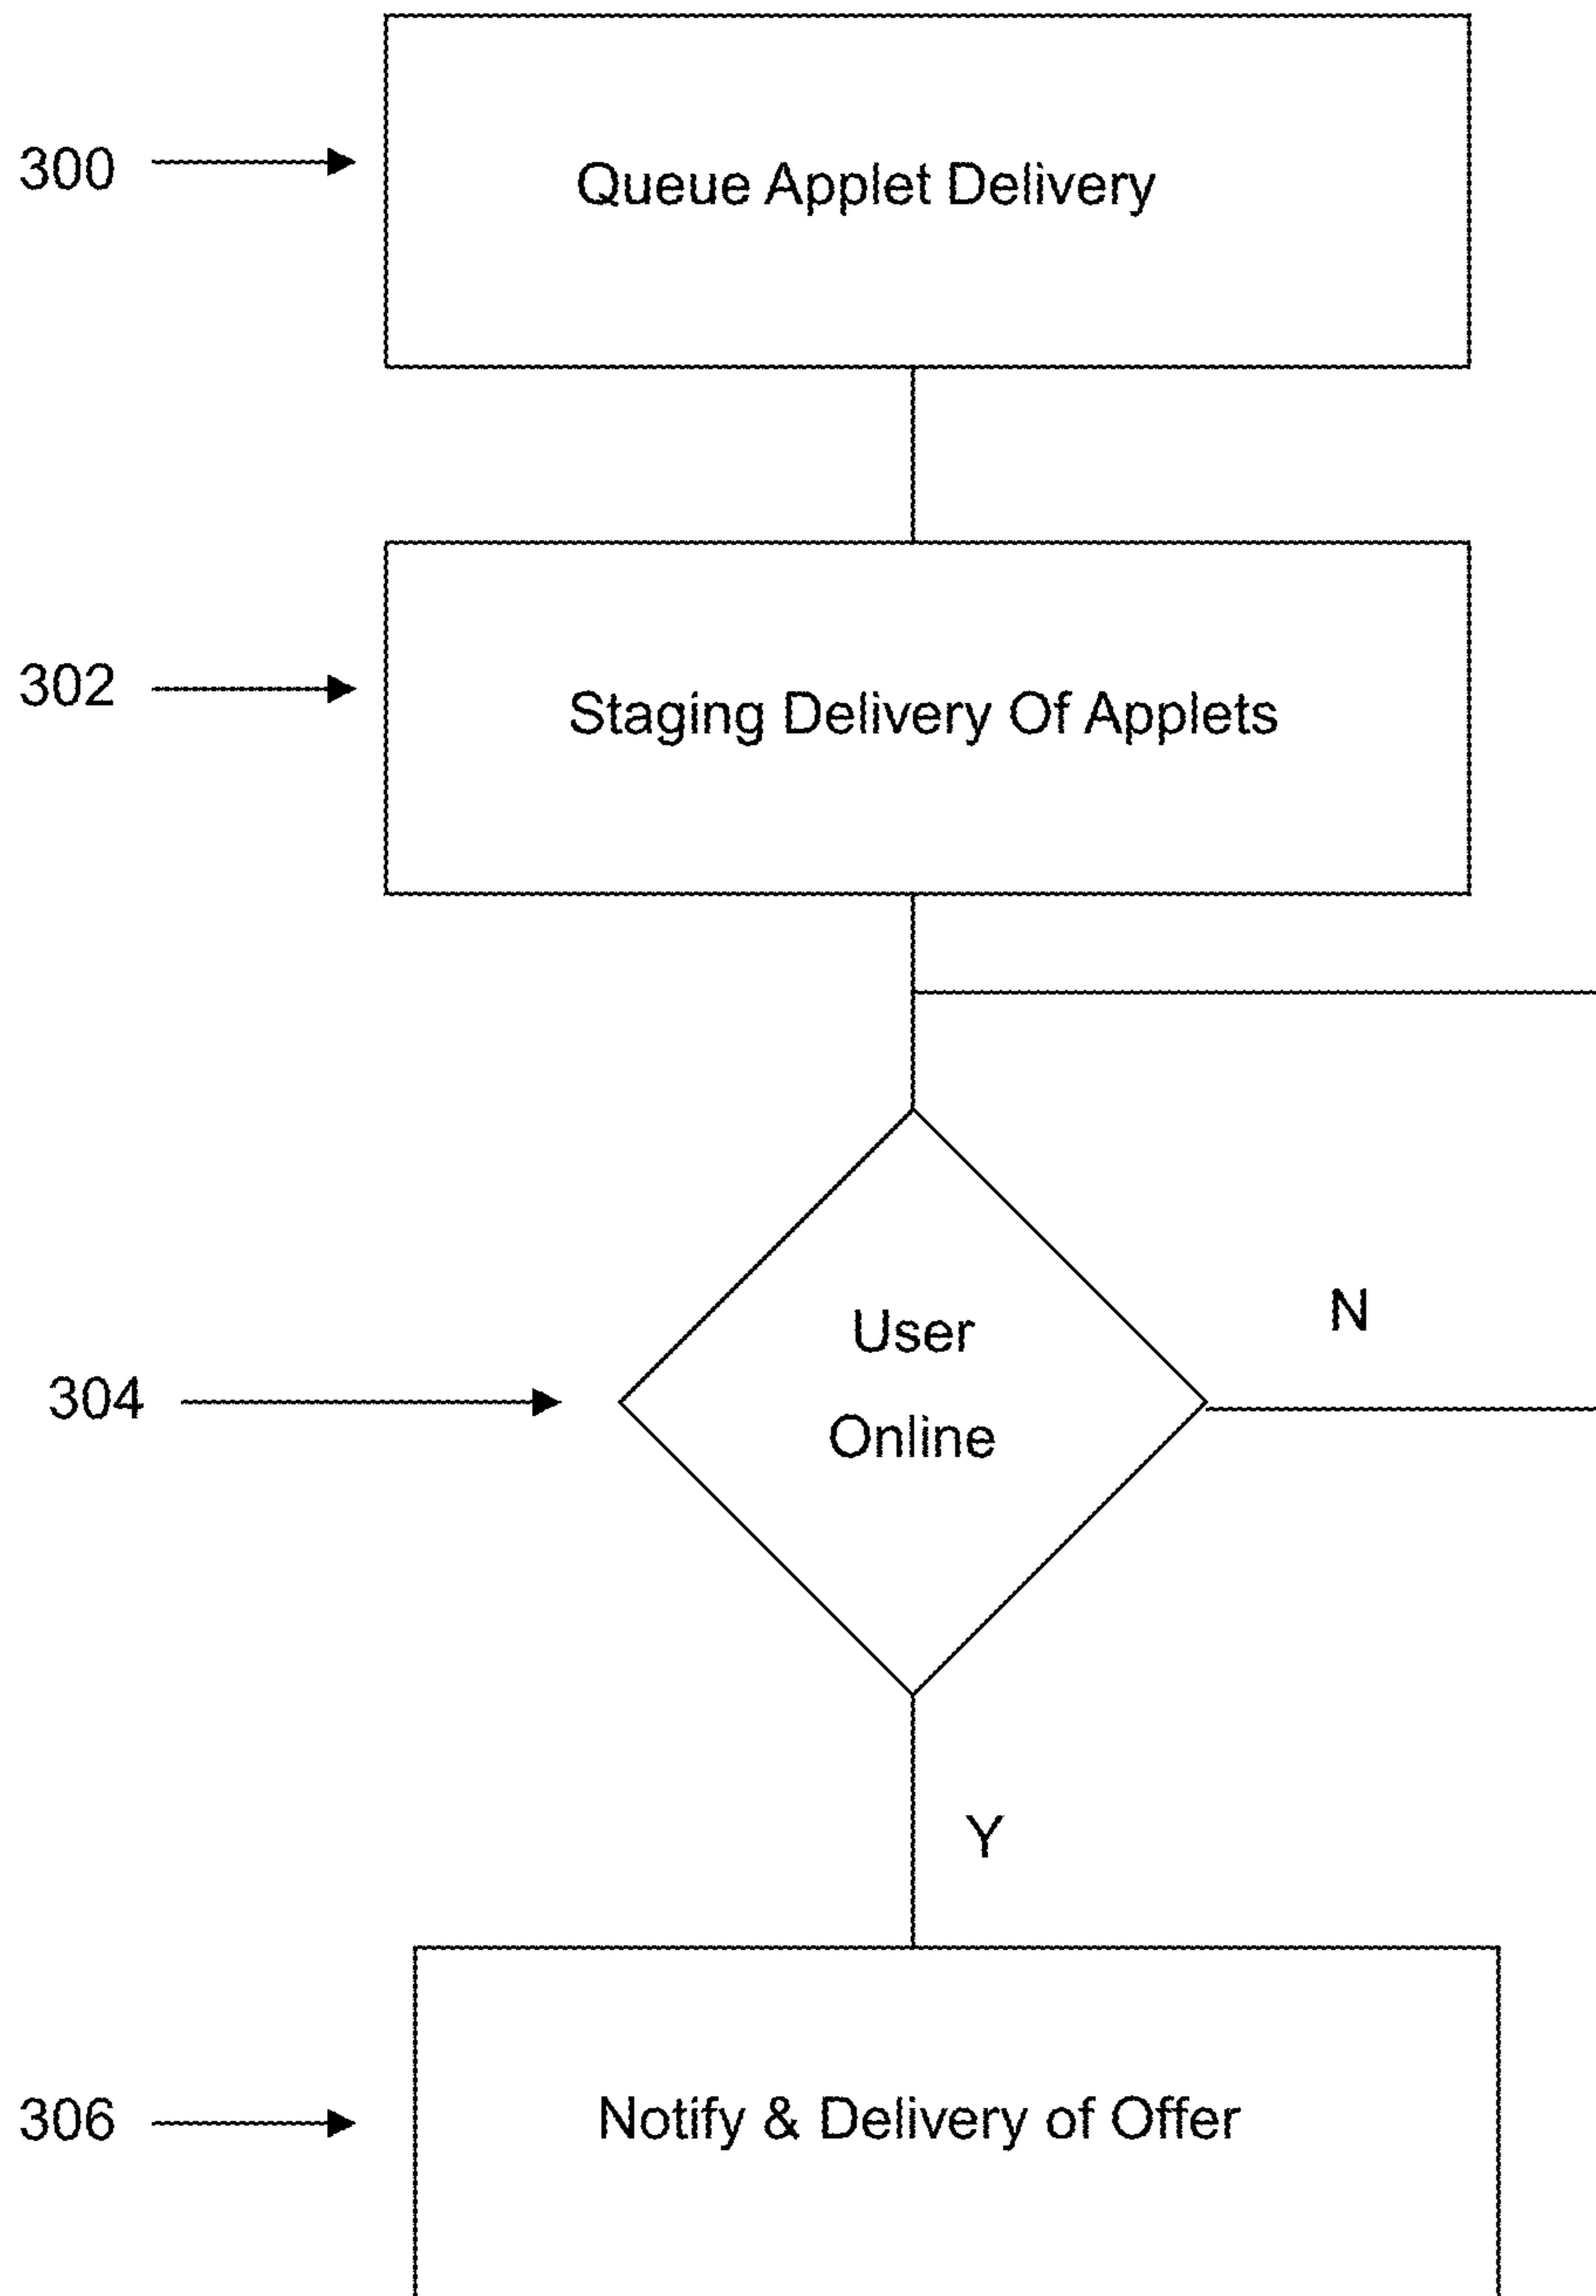 300
Queue Applet Delivery
302
Staging Delivery Of Applets
User
N
304
Online
Y
306
Notify & Delivery of Offer